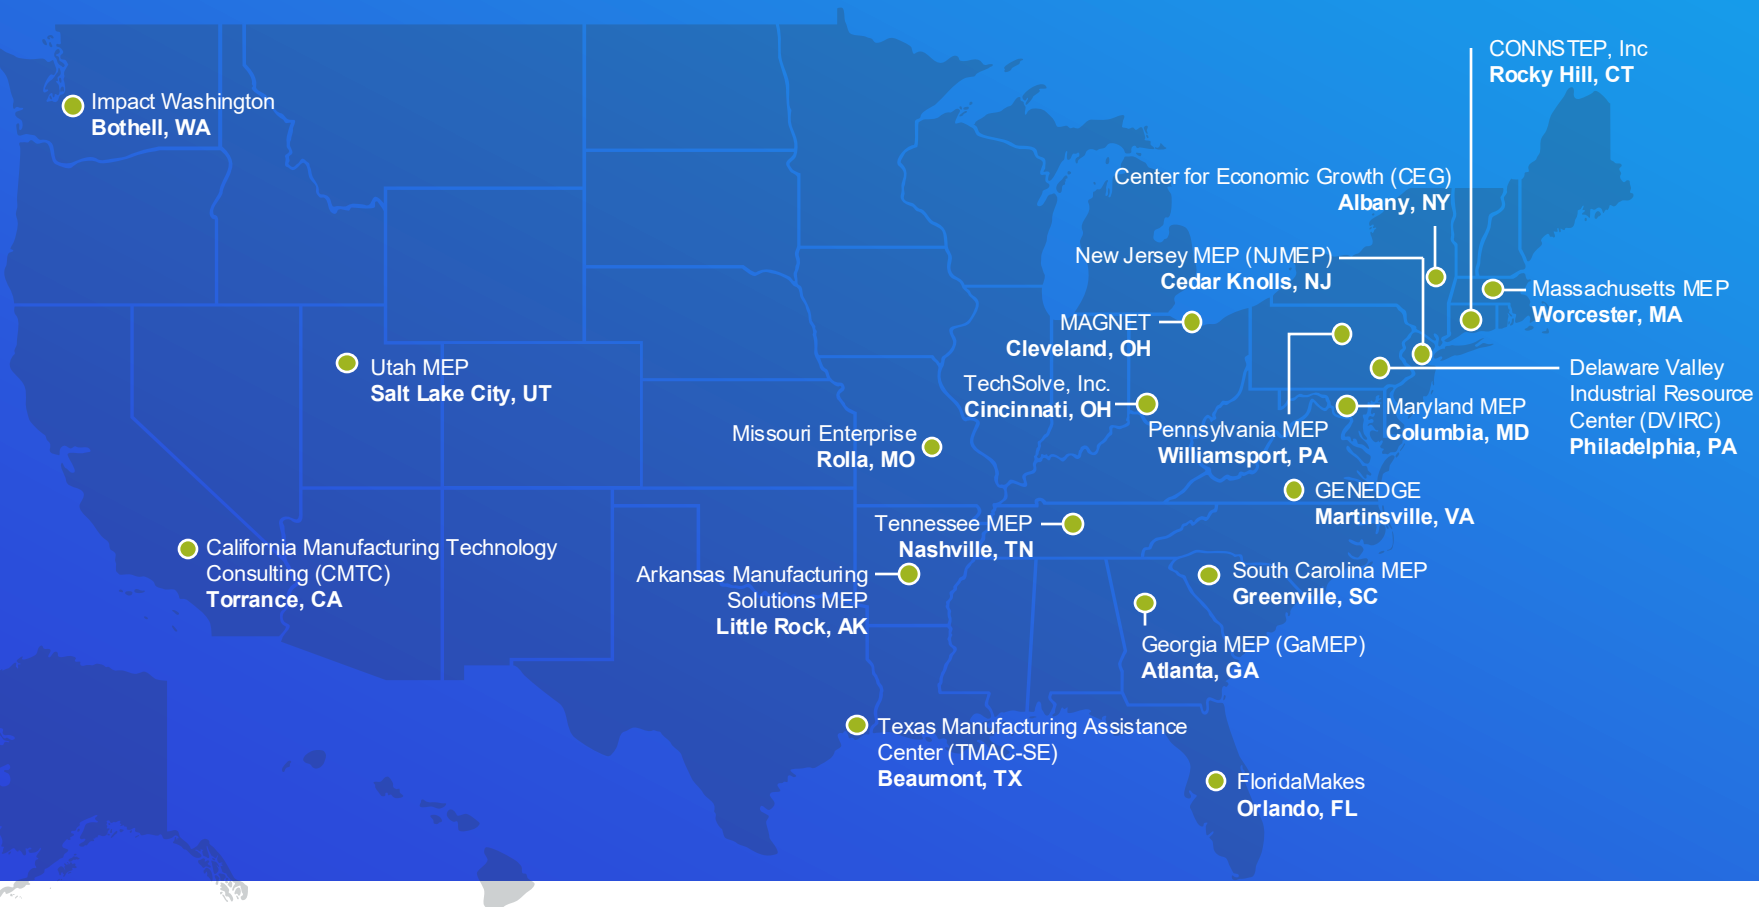 CONNSTEP, Inc
Rocky Hill, CT
Impact Washington
Bothell, WA
Center for Economic Growth (CEG)
Albany, NY
New Jersey MEP (NJMEP)
Cedar Knolls, NJ
Massachusetts MEP
Worcester, MA
MAGNET
Cleveland, OH
Utah MEP
Salt Lake City, UT
TechSolve, Inc.
Cincinnati, OH
Delaware Valley
Industrial Resource
Center (DVIRC)
Philadelphia, PA
Maryland MEP
Columbia, MD
Missouri Enterprise
Rolla, MO
Pennsylvania MEP
Williamsport, PA
GENEDGE
Martinsville, VA
Tennessee MEP
Nashville, TN
California Manufacturing Technology
Consulting (CMTC)
Torrance, CA
Arkansas Manufacturing
Solutions MEP
Little Rock, AK
South Carolina MEP
Greenville, SC
Georgia MEP (GaMEP)
Atlanta, GA
Texas Manufacturing Assistance
Center (TMAC-SE)
Beaumont, TX
FloridaMakes
Orlando, FL